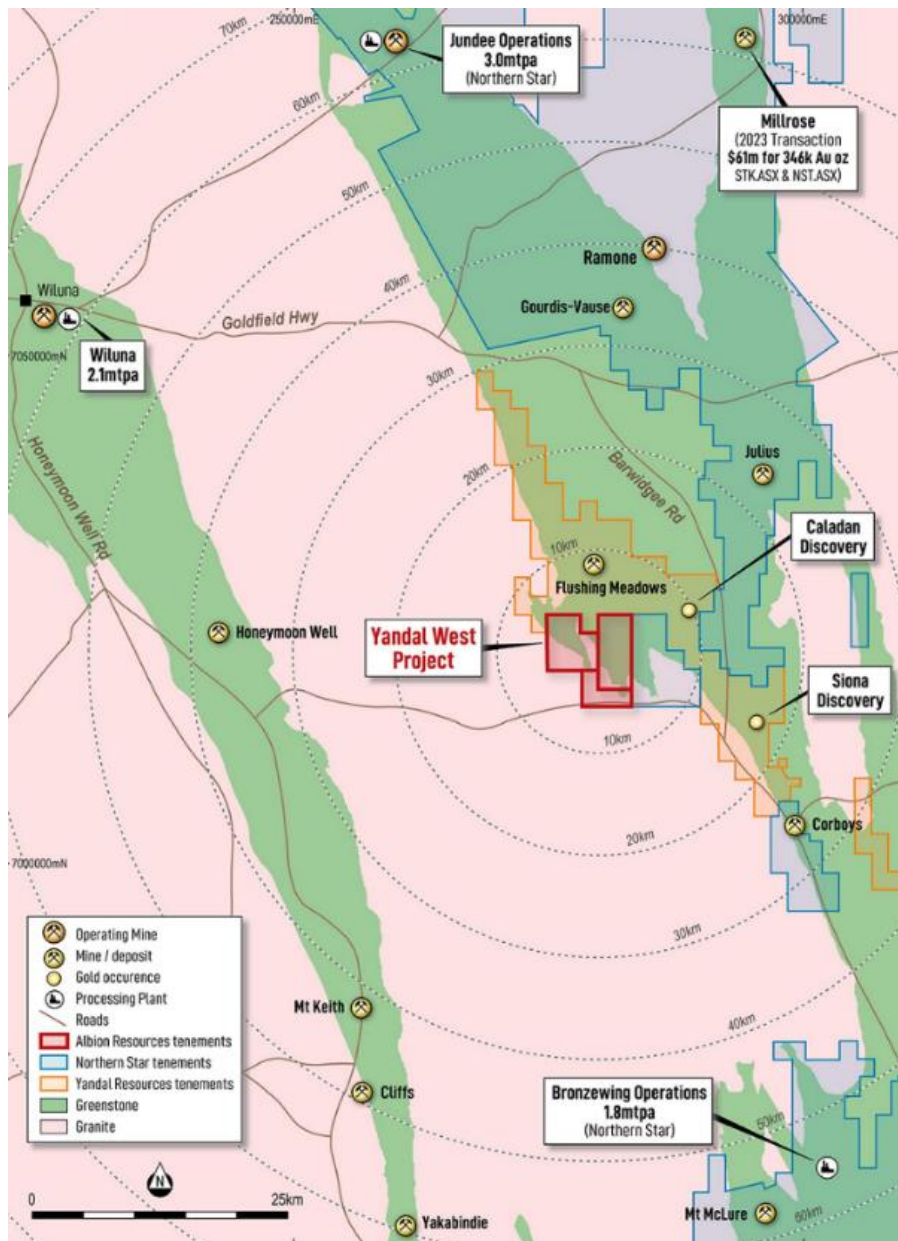 250000mE
300000mE
70km
Jundee Operations
3.0mtpa
(Northern Star)
60km
Millrose
(2023 Transaction
$61m for 346k Au oz
STK.ASX & NST.ASX)
50km
Ramone
40km
Wiluna
Gourdis-Vause
Goldfield Hwy
7050000mN
Wiluna
2.1mtpa
30km
Honeymoon Well Rd
20km
Barwidgee Rd
Julius
10km
Caladan
Discovery
Flushing Meadows
Honeymoon Well
Yandal West
Project
Siona
Discovery
10km
20km
Corboys
7000000mN
30km
Operating Mine
Mine / deposit
Gold occurence
Processing Plant
Roads
Albion Resources tenements
Northern Star tenements
Yandal Resources tenements
Greenstone
Granite
Mt Keith
40km
Cliffs
Bronzewing Operations
1.8mtpa
(Northern Star)
50km
N
0
25km
Yakabindie
Mt McLure
60km